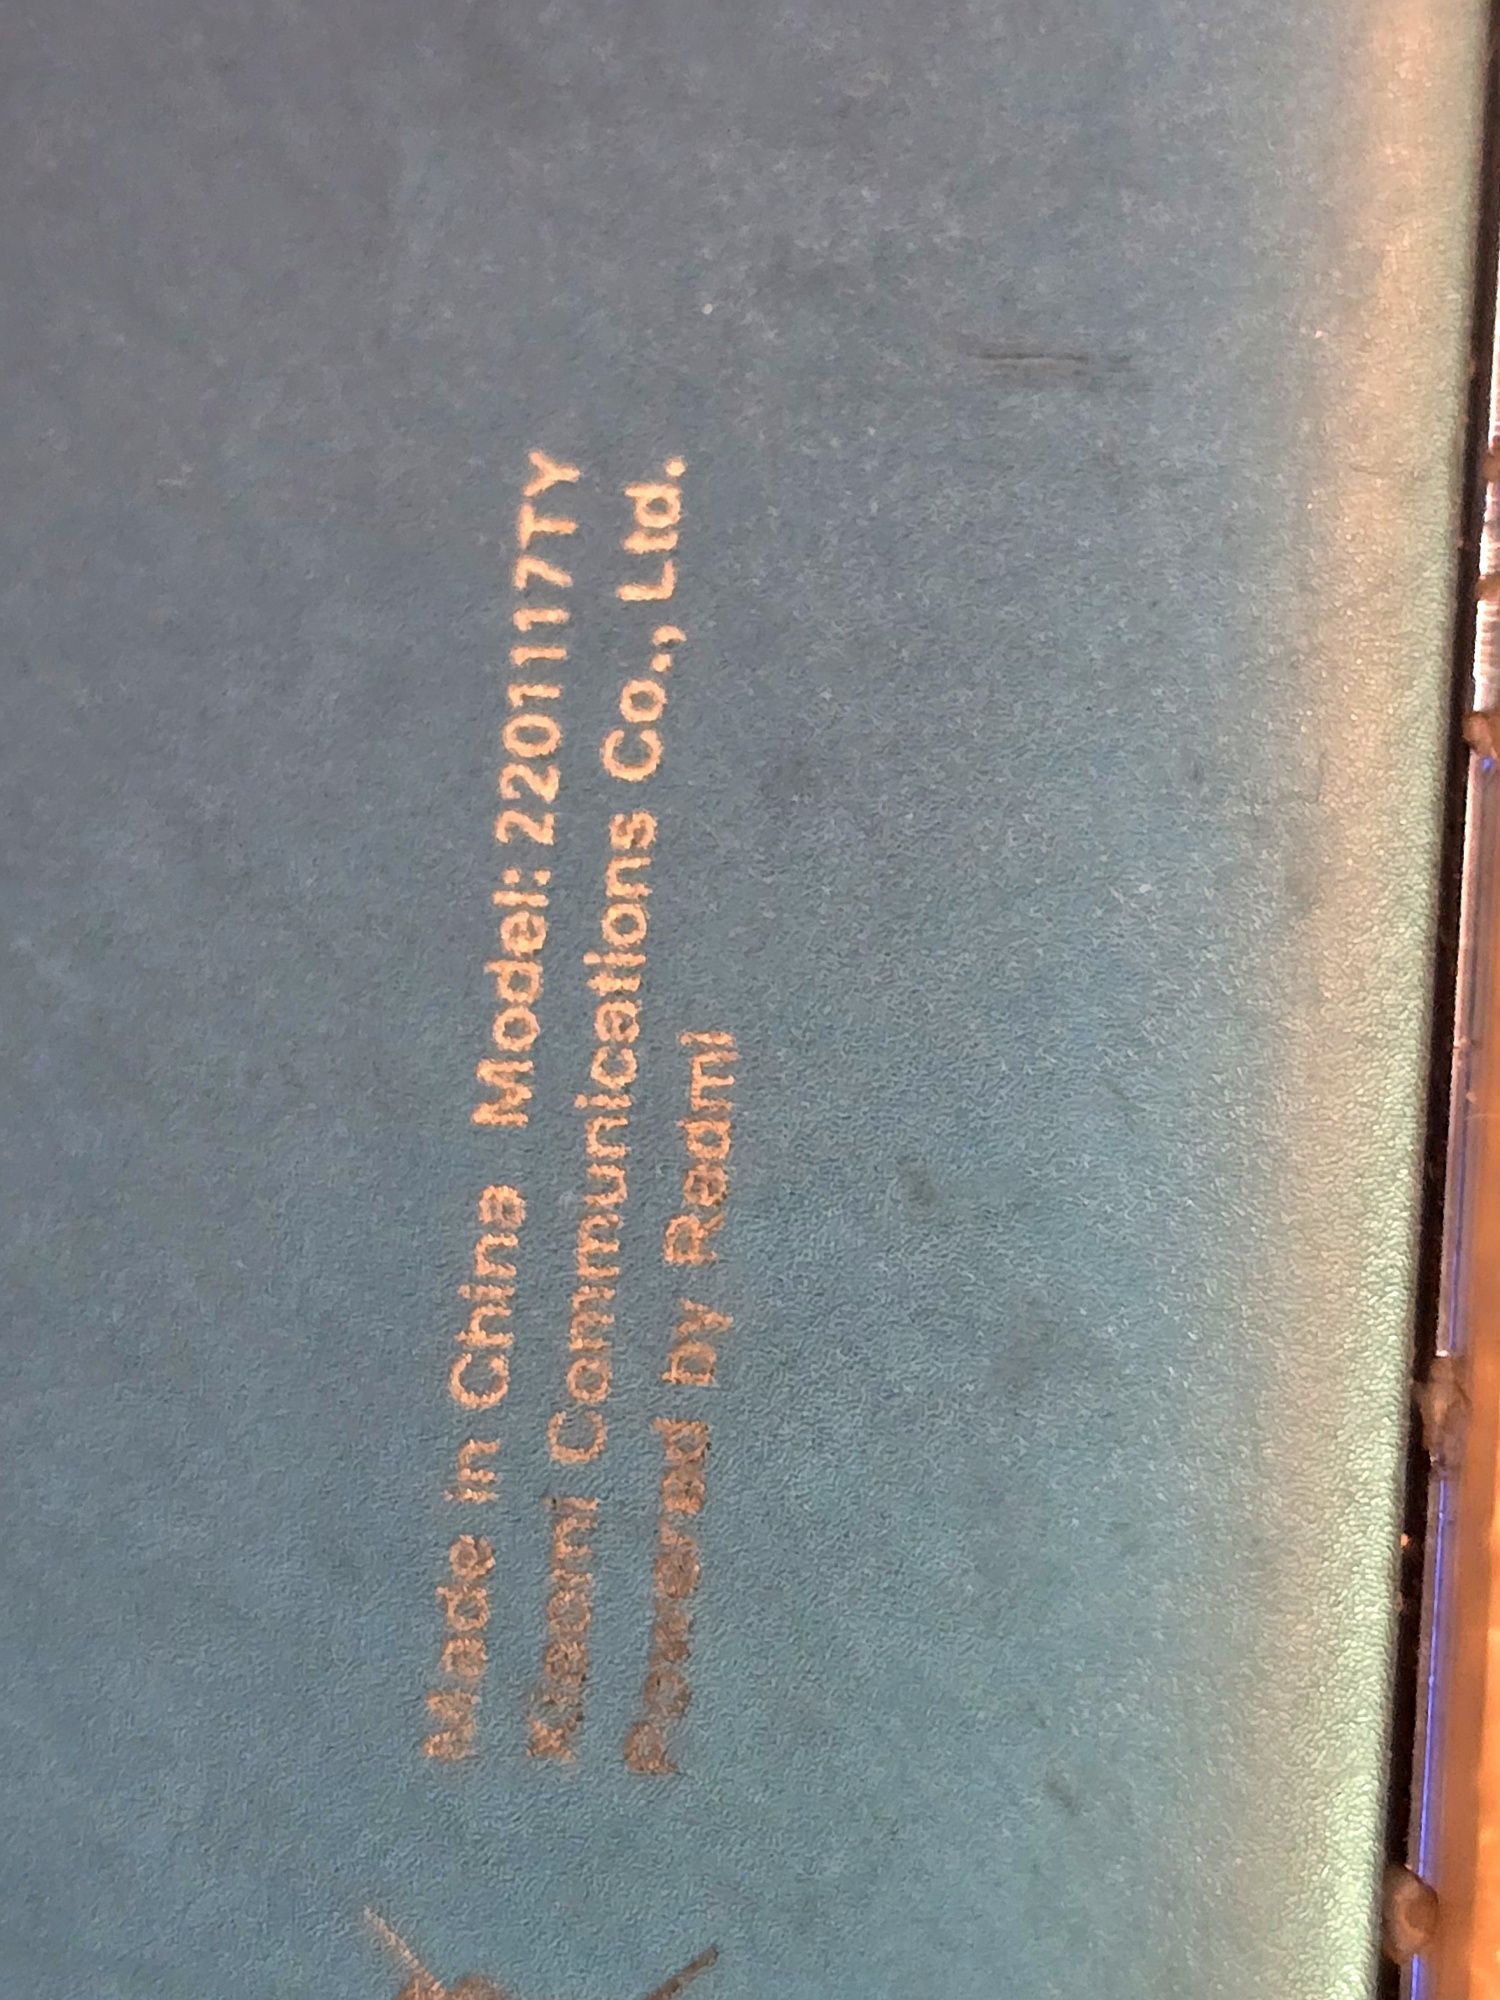 Made in China Model: 2201117TY
Xiaomi Communications Co., Ltd.
Powered by Redmi